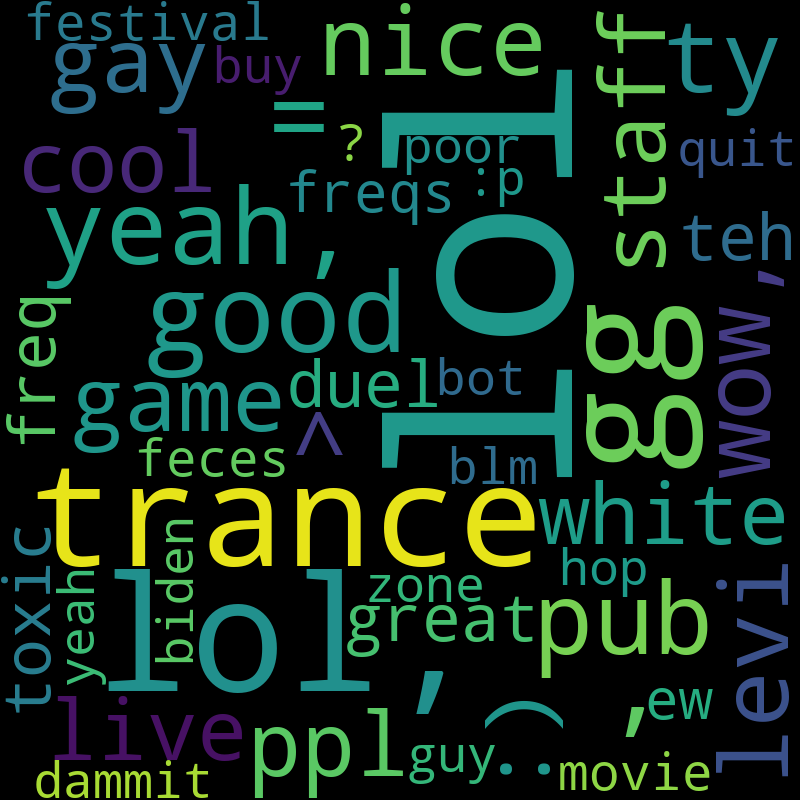 festival
gay
buy
nice
staff
ty
=
?
lol
poor
quit
cool
freqs
:p
yeah,
teh
good
gg
wow,
freq
game
duel
bot
^
feces
blm
trance
white
toxic
yeah
biden
hop
zone
lol,
great
pub
levi
live
ppl
:(
,
ew
guy
movie
dammit